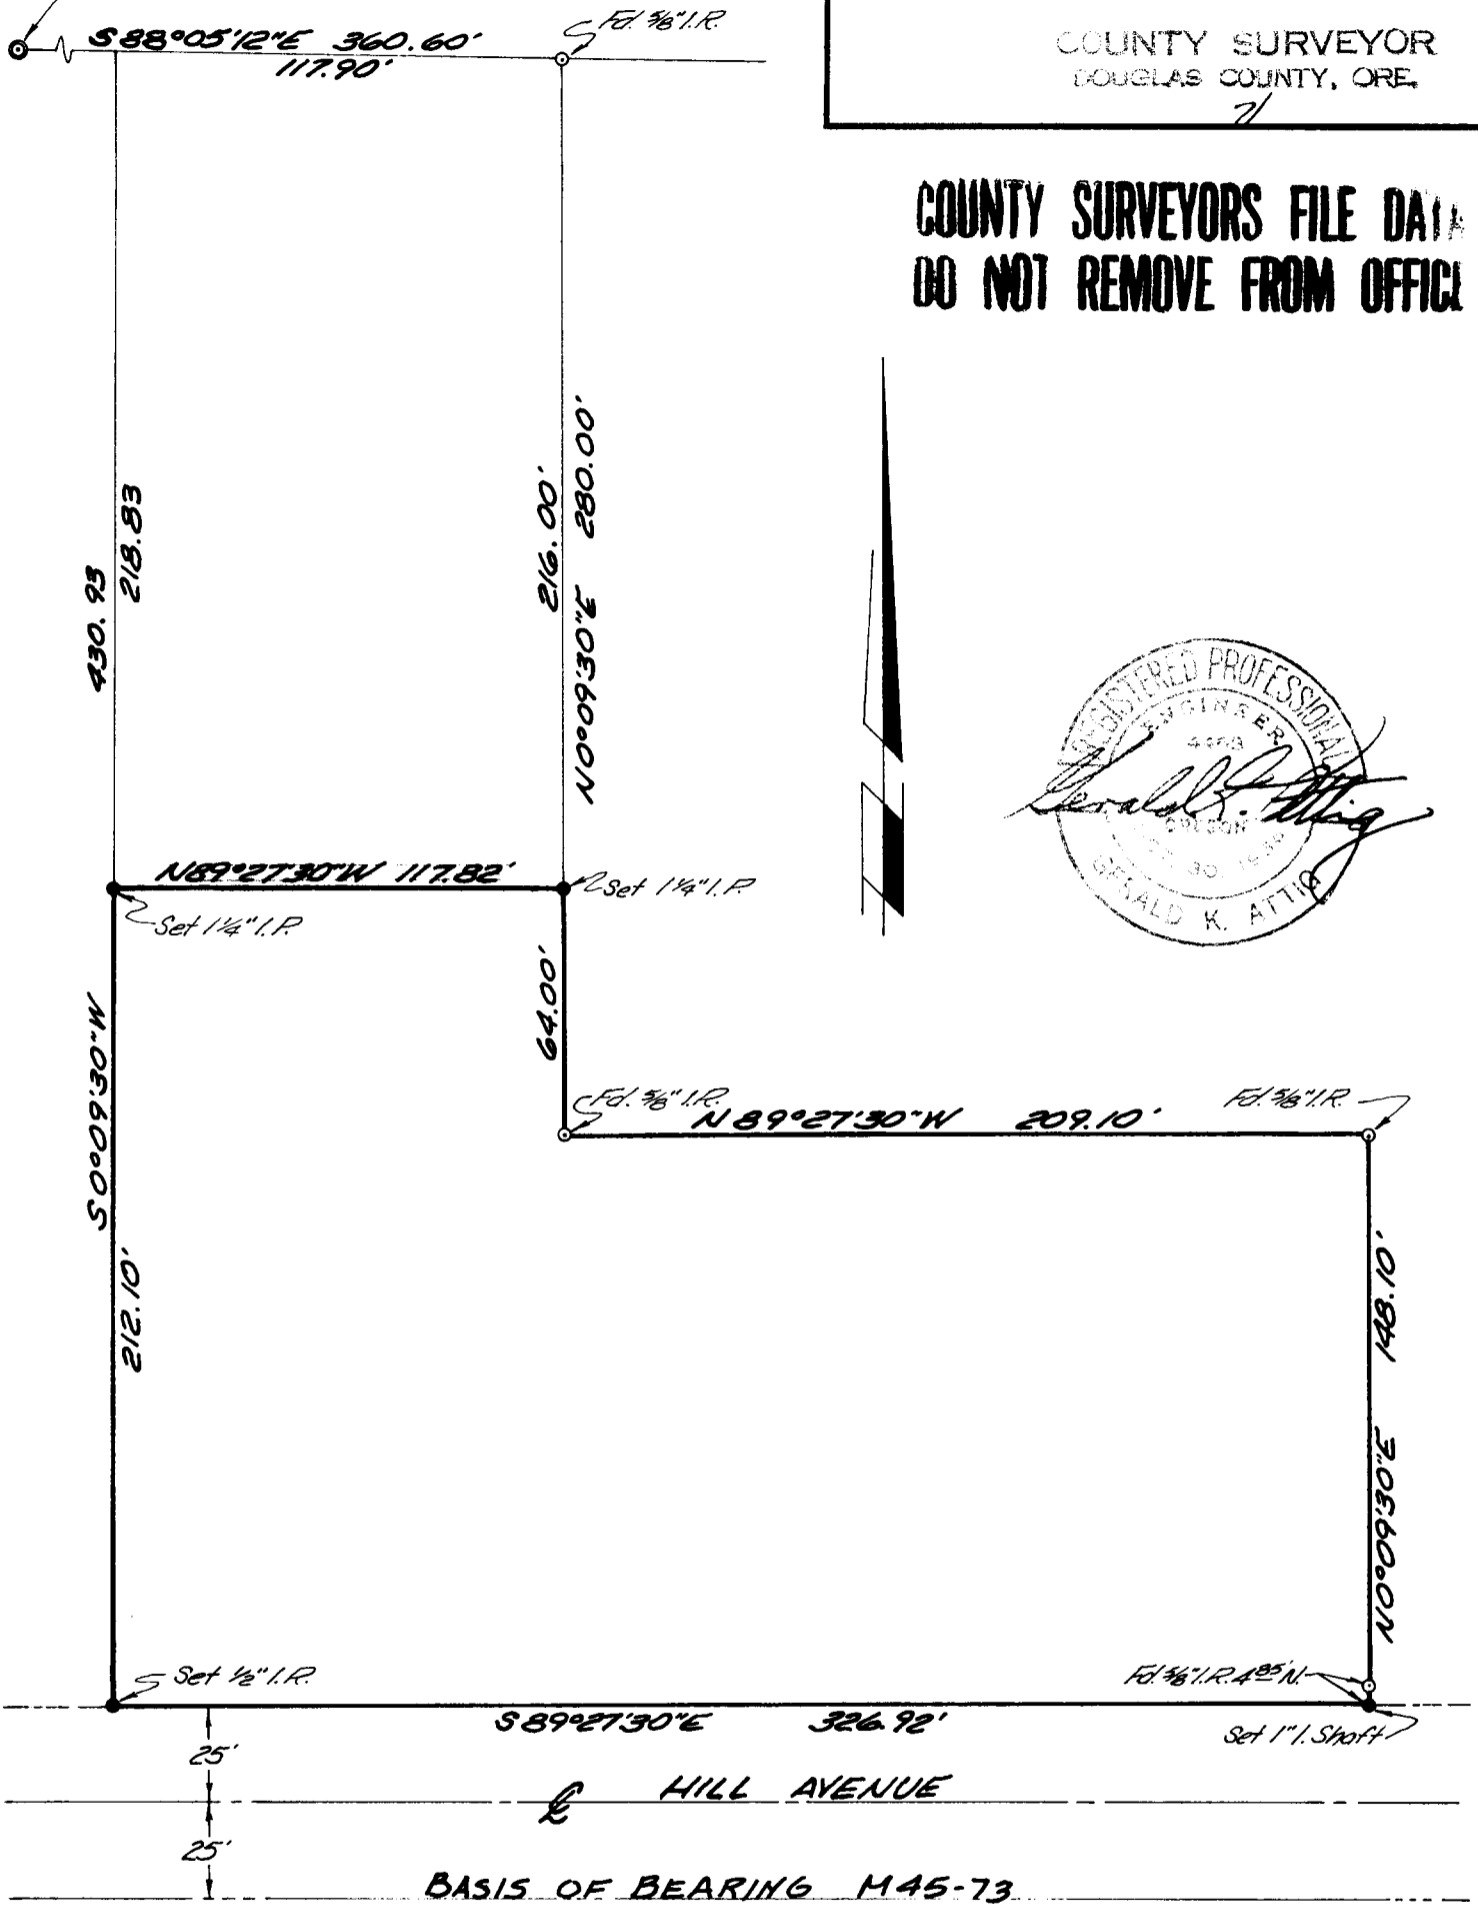 S 88°05'12"E 360.60'
117.90'
Fd. 5/8" I.R.
COUNTY SURVEYOR
DOUGLAS COUNTY, ORE.
COUNTY SURVEYORS FILE DATA
DO NOT REMOVE FROM OFFICE
430.93
218.83
216.00'
N0°09'30"E 280.00'
REGISTERED PROFESSIONAL
ENGINEER
OREGON
GERALD K. ATTIG
Gerald K. Attig
N89°27'30"W 117.82'
Set 1¼" I.P.
Set 1¼" I.P.
64.00'
S0°09'30"W
212.10'
Fd. 5/8" I.R.
N 89°27'30"W 209.10'
Fd. 5/8" I.R.
N0°09'30"E 148.10'
Set ½" I.R.
Fd. 5/8" I.R. 4.85' N.
S 89°27'30"E 326.92'
Set 1" I. Shaft
25'
HILL AVENUE
25'
BASIS OF BEARING M45-73